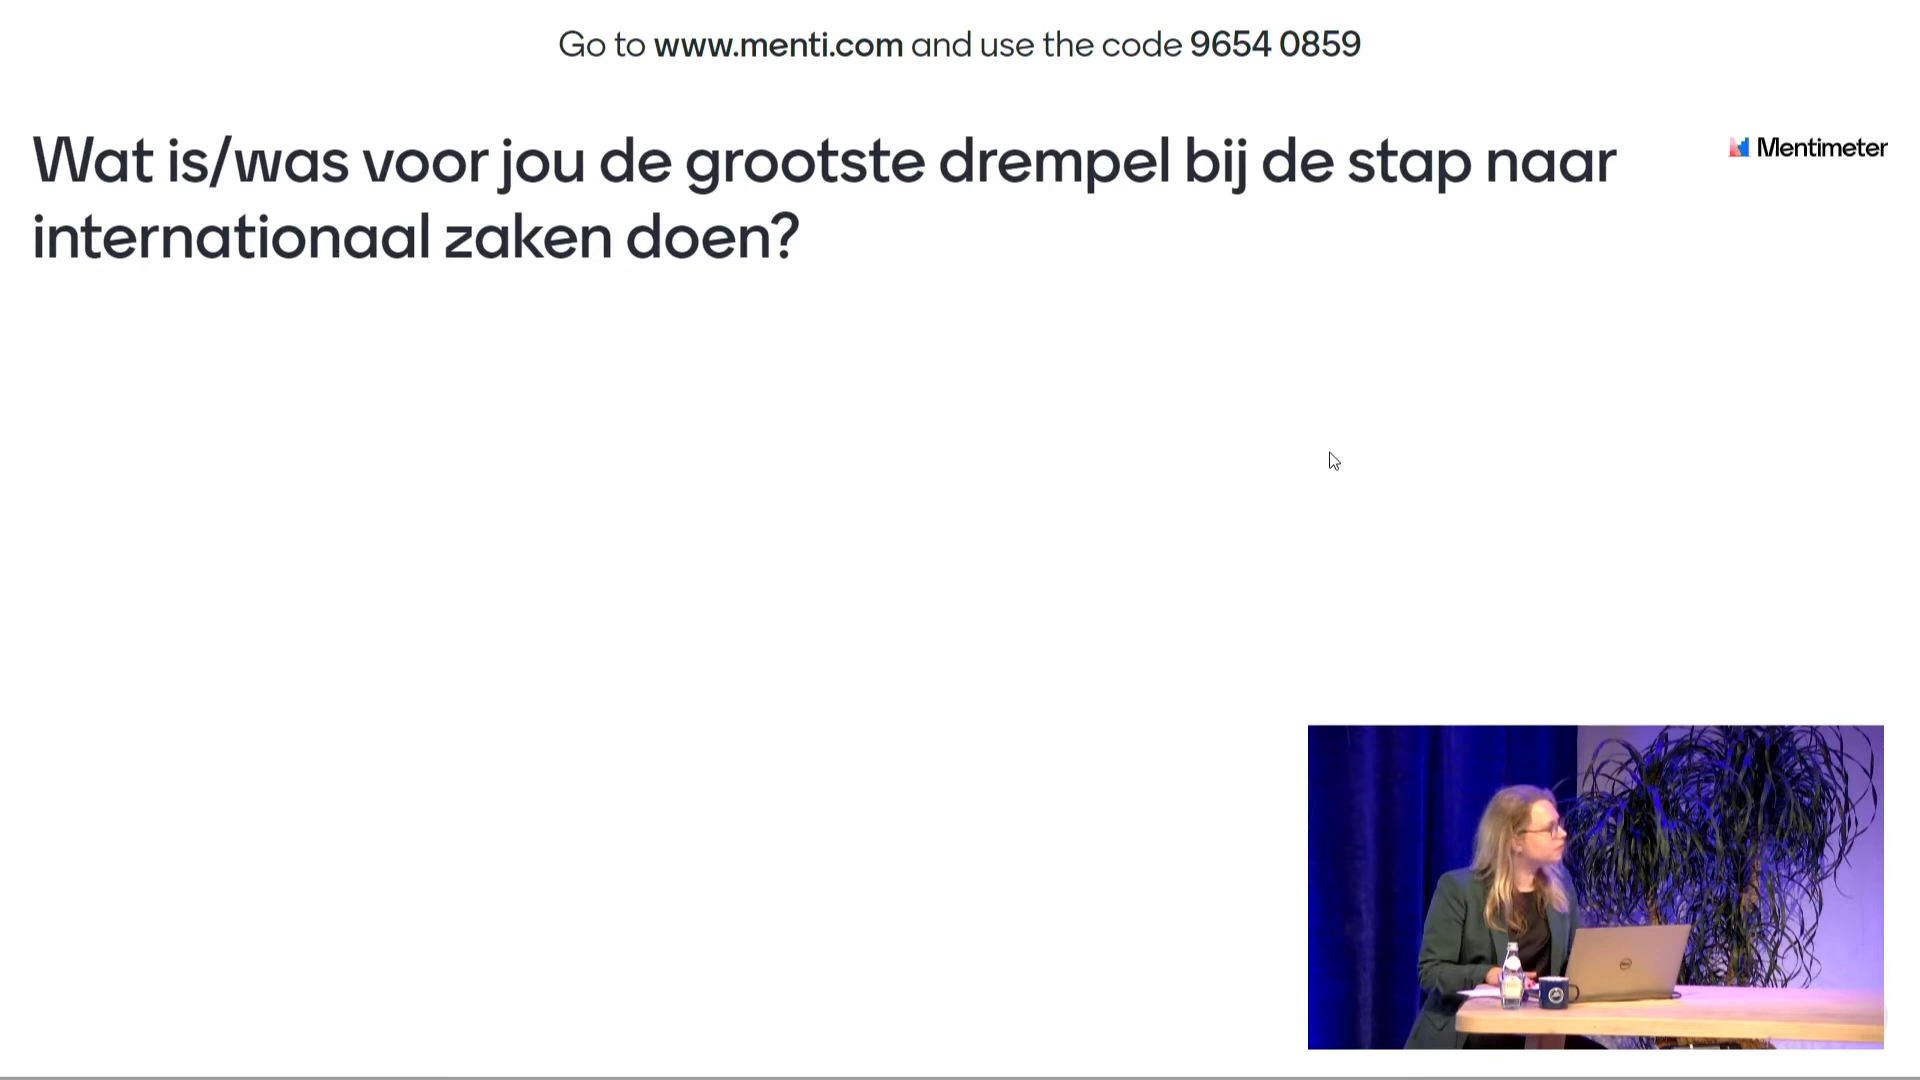 Go to www.menti.com and use the code 9654 0859
Wat is/was voor jou de grootste drempel bij de stap naar
internationaal zaken doen?
Mentimeter